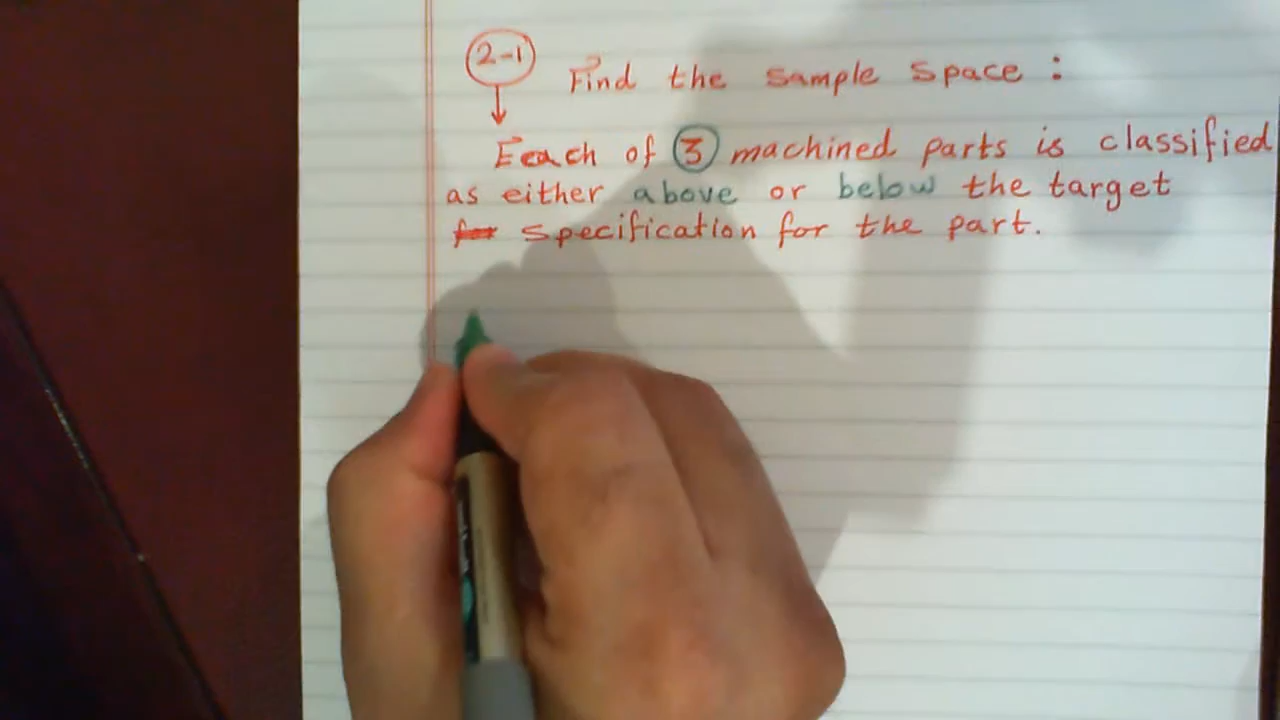 2-1 Find the sample space :
Each of 3 machined parts is classified
as either above or below the target
for specification for the part.